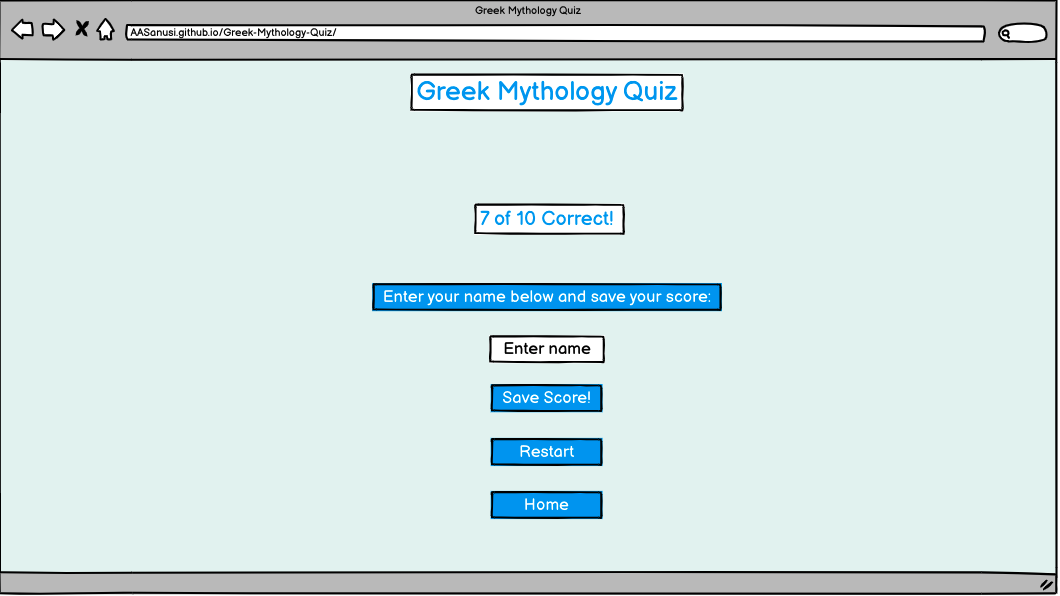 Greek Mythology Quiz
AASanusi.github.io/Greek-Mythology-Quiz/
Greek Mythology Quiz
7 of 10 Correct!
Enter your name below and save your score:
Enter name
Save Score!
Restart
Home